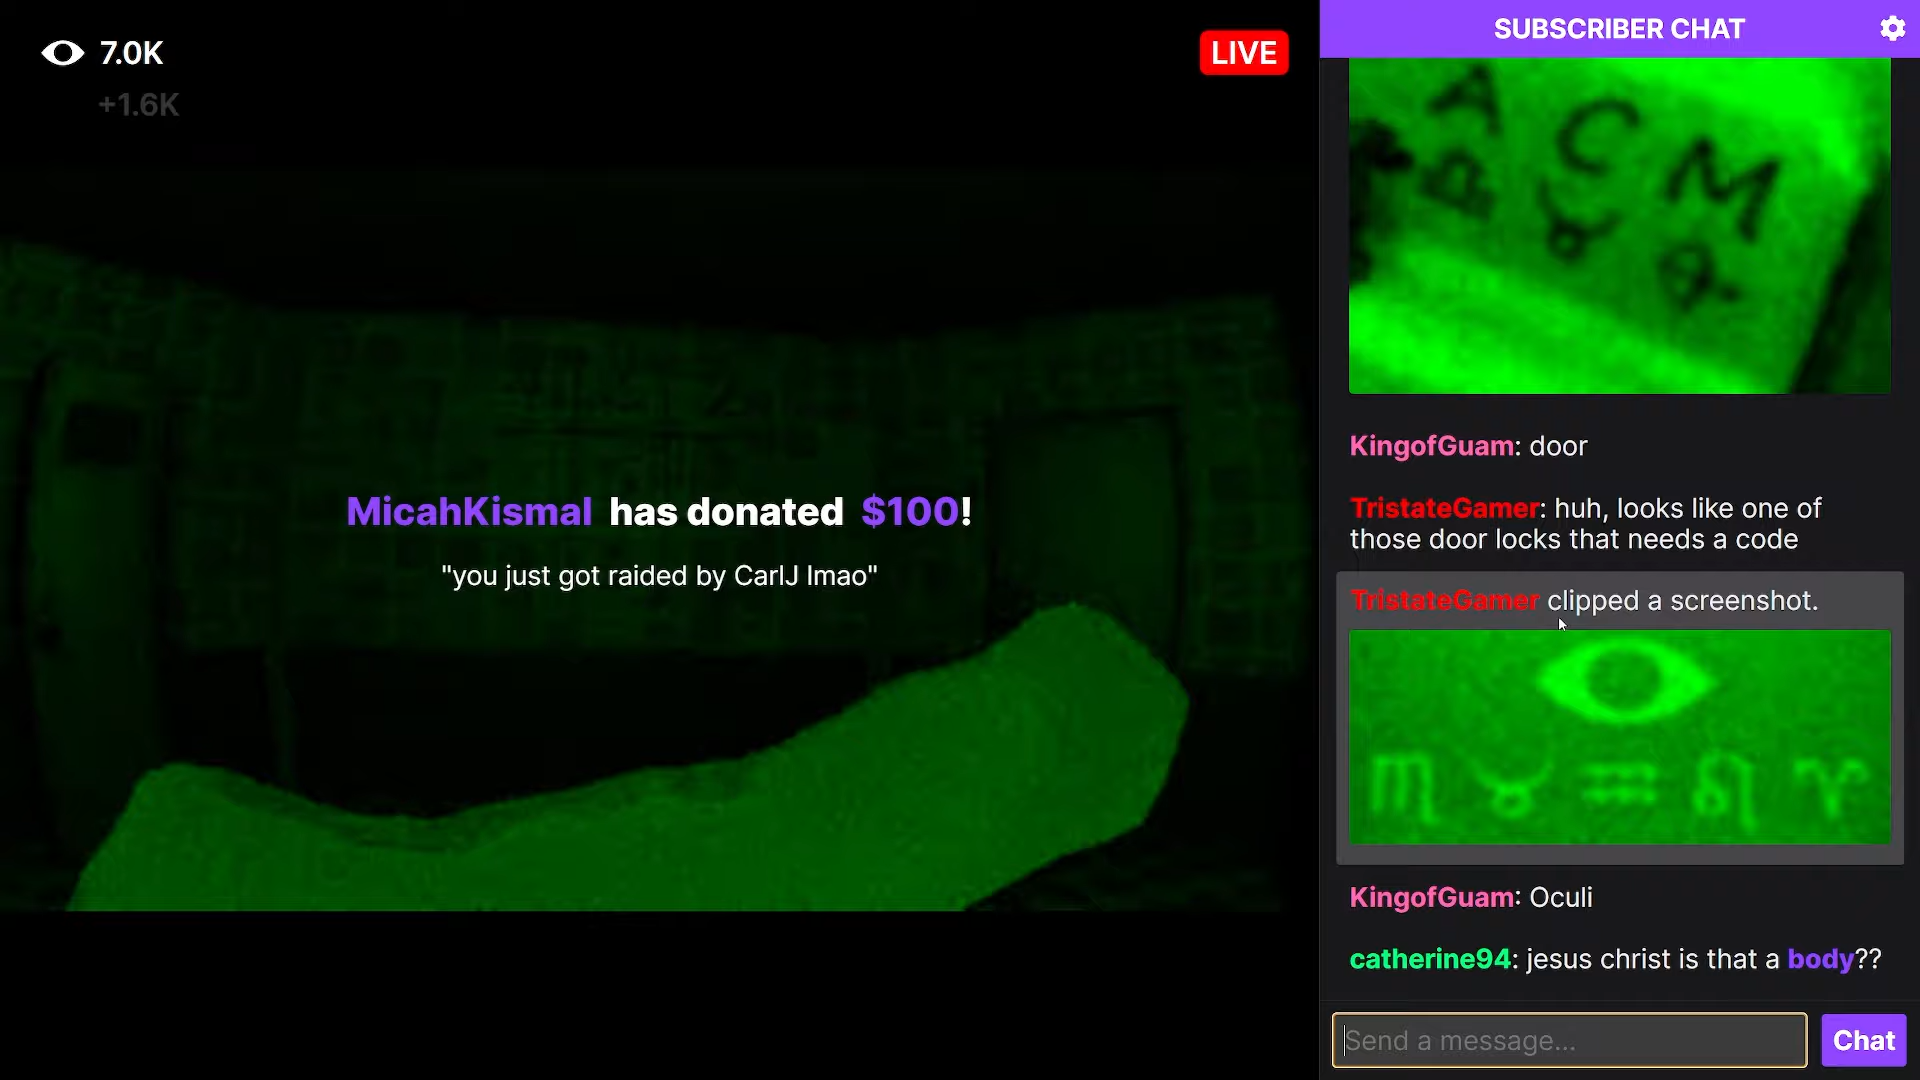 7.0K
+1.6K
LIVE
MicahKismal has donated $100!
"you just got raided by CarlJ lmao"
SUBSCRIBER CHAT
A C M
♉
KingofGuam: door
TristateGamer: huh, looks like one of
those door locks that needs a code
TristateGamer clipped a screenshot.
♏ ♉ ♒ ♌ ♈
KingofGuam: Oculi
catherine94: jesus christ is that a body??
Send a message...
Chat